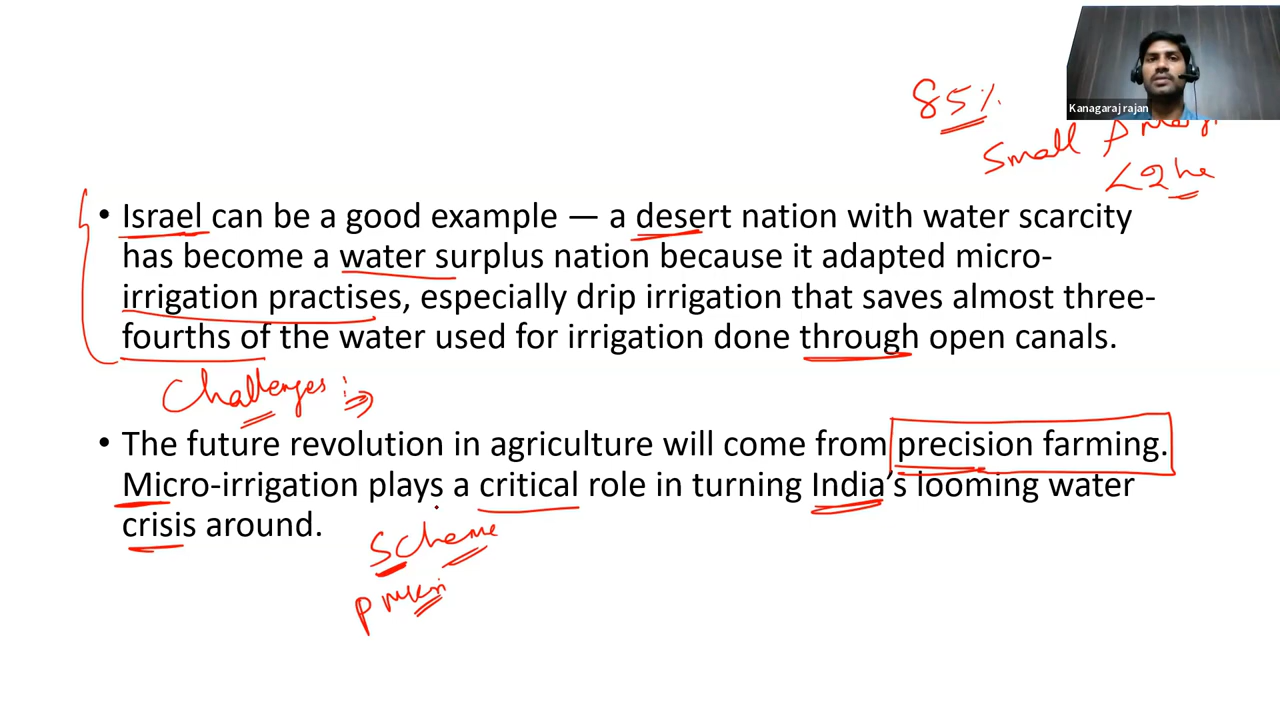 85%
Kanagaraj rajan
Small
<2 he
• Israel can be a good example — a desert nation with water scarcity
has become a water surplus nation because it adapted micro-
irrigation practises, especially drip irrigation that saves almost three-
fourths of the water used for irrigation done through open canals.
Challenges :
• The future revolution in agriculture will come from precision farming.
Micro-irrigation plays a critical role in turning India’s looming water
crisis around.
Scheme